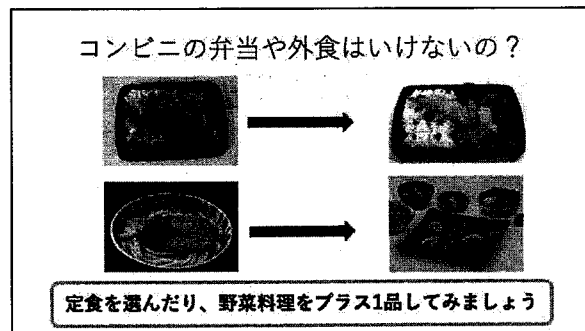 コンビニの弁当や外食はいけないの？
定食を選んだり、野菜料理をプラス1品してみましょう